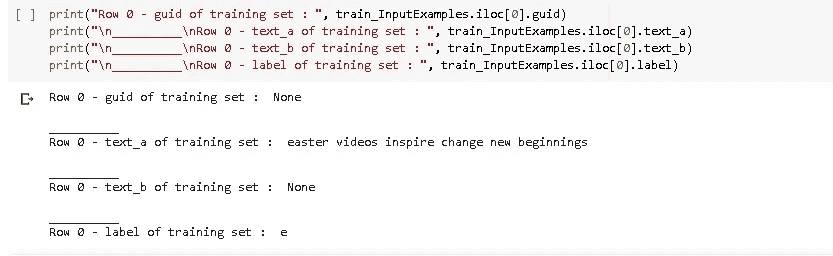 [ ] print("Row 0 - guid of training set : ", train_InputExamples.iloc[0].guid)
print("\n__________\nRow 0 - text_a of training set : ", train_InputExamples.iloc[0].text_a)
print("\n__________\nRow 0 - text_b of training set : ", train_InputExamples.iloc[0].text_b)
print("\n__________\nRow 0 - label of training set : ", train_InputExamples.iloc[0].label)
Row 0 - guid of training set :  None
__________
Row 0 - text_a of training set :  easter videos inspire change new beginnings
__________
Row 0 - text_b of training set :  None
__________
Row 0 - label of training set :  e